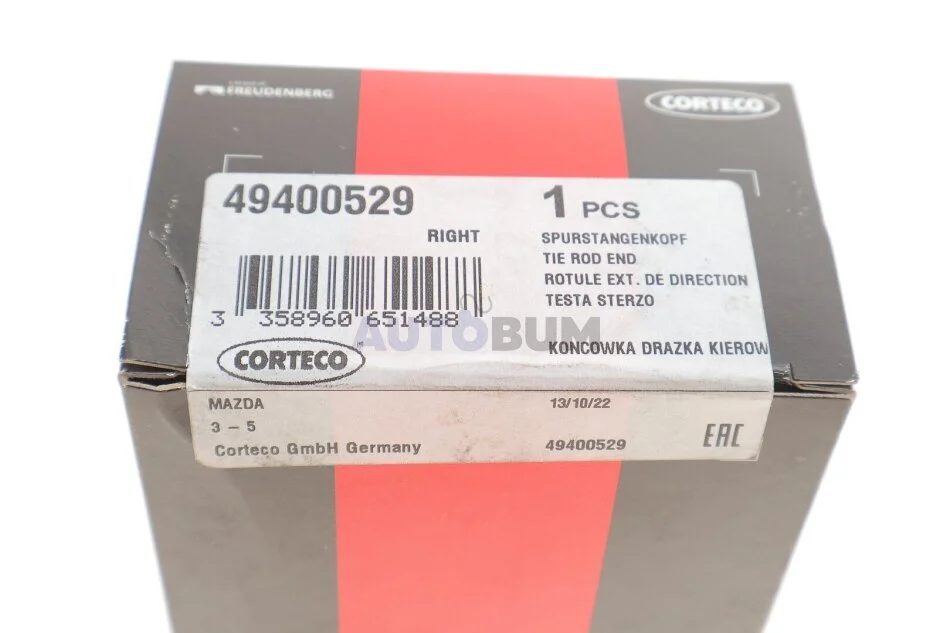 FREUDENBERG
CORTECO
49400529
1 PCS
RIGHT
SPURSTANGENKOPF
TIE ROD END
ROTULE EXT. DE DIRECTION
TESTA STERZO
3 358960 651488
AUTOBUM
KONCOWKA DRAZKA KIEROW
CORTECO
MAZDA
13/10/22
3 – 5
Corteco GmbH Germany
49400529
EAC